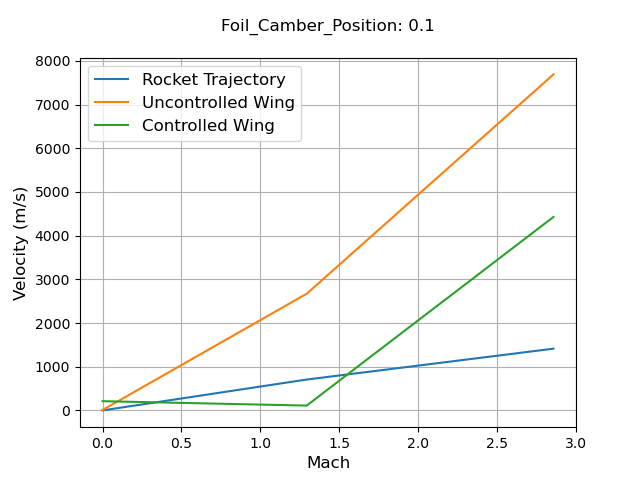 Foil_Camber_Position: 0.1
Rocket Trajectory
Uncontrolled Wing
Controlled Wing
Velocity (m/s)
8000
7000
6000
5000
4000
3000
2000
1000
0
0.0 0.5 1.0 1.5 2.0 2.5 3.0
Mach